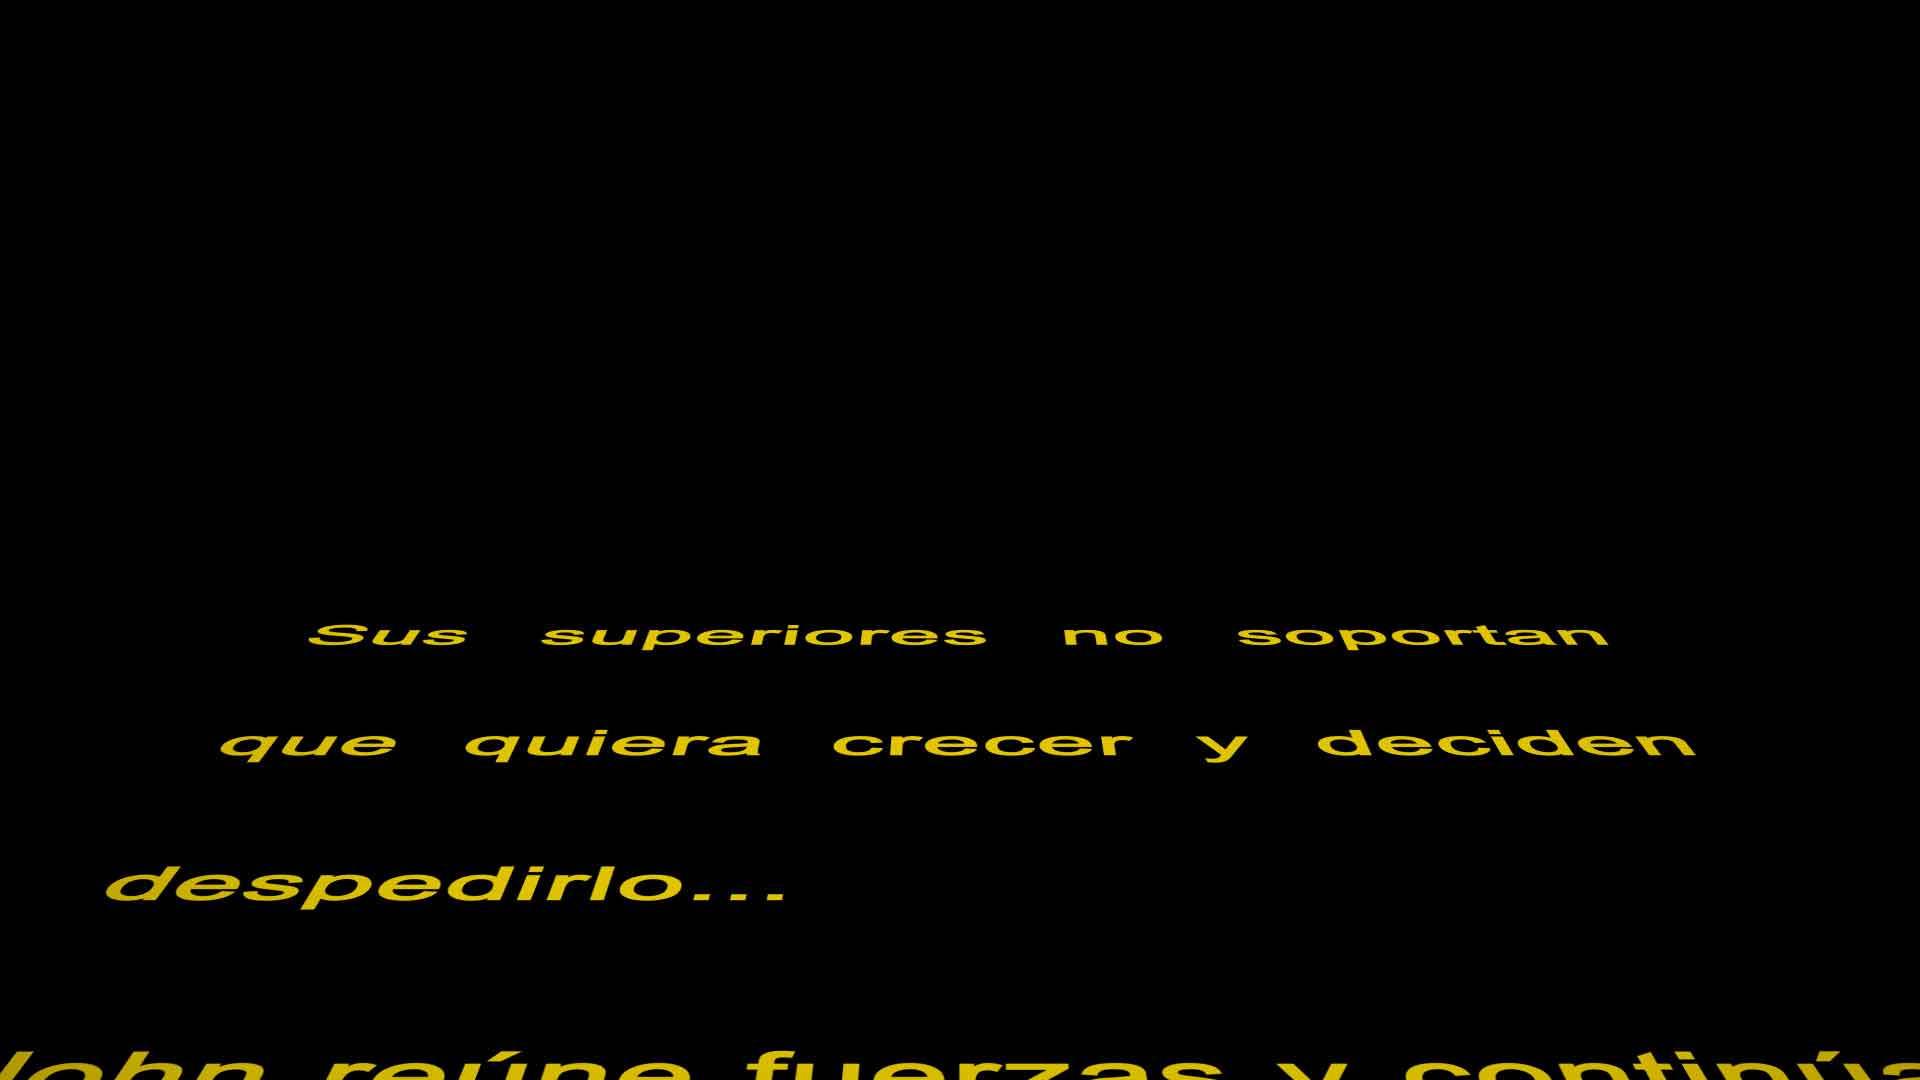 Sus superiores no soportan
que quiera crecer y deciden
despedirlo...
John reúne fuerzas y continúa